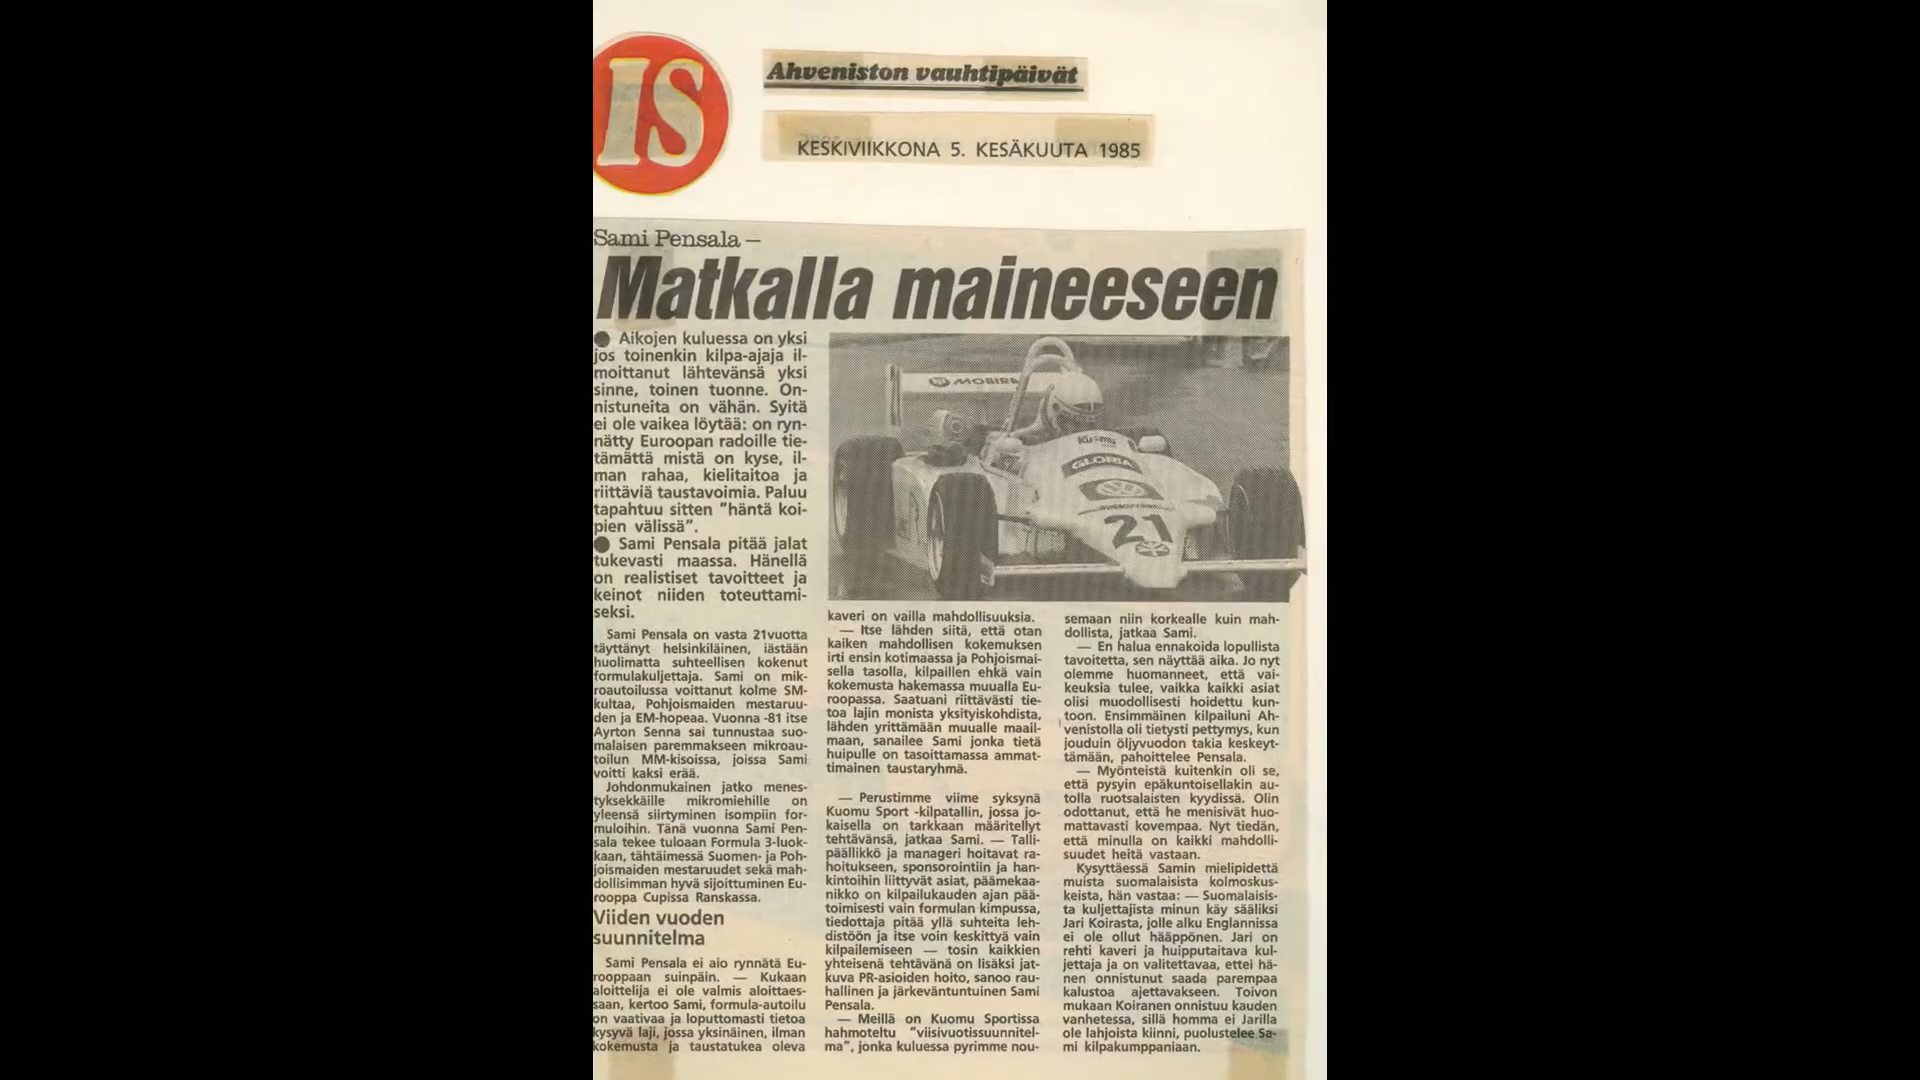 IS
Ahveniston vauhtipäivät
KESKIVIIKKONA 5. KESÄKUUTA 1985
Sami Pensala —
Matkalla maineeseen
● Aikojen kuluessa on yksi
jos toinenkin kilpa-ajaja il-
moittanut lähtevänsä yksi
sinne, toinen tuonne. On-
nistuneita on vähän. Syitä
ei ole vaikea löytää: on ryn-
nätty Euroopan radoille tie-
tämättä mistä on kyse, il-
man rahaa, kielitaitoa ja
riittäviä taustavoimia. Paluu
tapahtuu sitten "häntä koi-
pien välissä".
● Sami Pensala pitää jalat
tukevasti maassa. Hänellä
on realistiset tavoitteet ja
keinot niiden toteuttami-
seksi.
Sami Pensala on vasta 21vuotta
täyttänyt helsinkiläinen, iästään
huolimatta suhteellisen kokenut
formulakuljettaja. Sami on mik-
roautoilussa voittanut kolme SM-
kultaa, Pohjoismaiden mestaruu-
den ja EM-hopeaa. Vuonna -81 itse
Ayrton Senna sai tunnustaa suo-
malaisen paremmakseen mikroau-
toilun MM-kisoissa, joissa Sami
voitti kaksi erää.
Johdonmukainen jatko menes-
tyksekkäille mikromiehille on
yleensä siirtyminen isompiin for-
muloihin. Tänä vuonna Sami Pen-
sala tekee tuloaan Formula 3-luok-
kaan, tähtäimessä Suomen- ja Poh-
joismaiden mestaruudet sekä mah-
dollisimman hyvä sijoittuminen Eu-
rooppa Cupissa Ranskassa.
Viiden vuoden
suunnitelma
Sami Pensala ei aio rynnätä Eu-
rooppaan suinpäin. — Kukaan
aloittelija ei ole valmis aloittaes-
saan, kertoo Sami, formula-autoilu
on vaativaa ja loputtomasti tietoa
kysyvä laji, jossa yksinäinen, ilman
kokemusta ja taustatukea oleva
MOBIRA
Kuomu
GLORIA
21
kaveri on vailla mahdollisuuksia.
— Itse lähden siitä, että otan
kaiken mahdollisen kokemuksen
irti ensin kotimaassa ja Pohjoismai-
sella tasolla, kilpaillen ehkä vain
kokemusta hakemassa muualla Eu-
roopassa. Saatuani riittävästi tie-
toa lajin monista yksityiskohdista,
lähden yrittämään muualle maail-
maan, sanailee Sami jonka tietä
huipulle on tasoittamassa ammat-
timainen taustaryhmä.
— Perustimme viime syksynä
Kuomu Sport -kilpatallin, jossa jo-
kaisella on tarkkaan määritellyt
tehtävänsä, jatkaa Sami. — Talli-
päällikkö ja manageri hoitavat ra-
hoitukseen, sponsorointiin ja han-
kintoihin liittyvät asiat, päämekaa-
nikko on kilpailukauden ajan pää-
toimisesti vain formulan kimpussa,
tiedottaja pitää yllä suhteita leh-
distöön ja itse voin keskittyä vain
kilpailemiseen — tosin kaikkien
yhteisenä tehtävänä on lisäksi jat-
kuva PR-asioiden hoito, sanoo rau-
hallinen ja järkeväntuntuinen Sami
Pensala.
— Meillä on Kuomu Sportissa
hahmoteltu "viisivuotissuunnitel-
ma", jonka kuluessa pyrimme nou-
semaan niin korkealle kuin mah-
dollista, jatkaa Sami.
— En halua ennakoida lopullista
tavoitetta, sen näyttää aika. Jo nyt
olemme huomanneet, että vai-
keuksia tulee, vaikka kaikki asiat
olisi muodollisesti hoidettu kun-
toon. Ensimmäinen kilpailuni Ah-
venistolla oli tietysti pettymys, kun
jouduin öljyvuodon takia keskeyt-
tämään, pahoittelee Pensala.
— Myönteistä kuitenkin oli se,
että pysyin epäkuntoisellakin au-
tolla ruotsalaisten kyydissä. Olin
odottanut, että he menisivät huo-
mattavasti kovempaa. Nyt tiedän,
että minulla on kaikki mahdolli-
suudet heitä vastaan.
Kysyttäessä Samin mielipidettä
muista suomalaisista kolmoskus-
keista, hän vastaa: — Suomalaisis-
ta kuljettajista minun käy sääliksi
Jari Koirasta, jolle alku Englannissa
ei ole ollut hääppönen. Jari on
rehti kaveri ja huipputaitava kul-
jettaja ja on valitettavaa, ettei hä-
nen onnistunut saada parempaa
kalustoa ajettavakseen. Toivon
mukaan Koiranen onnistuu kauden
vanhetessa, sillä homma ei Jarilla
ole lahjoista kiinni, puolustelee Sa-
mi kilpakumppaniaan.